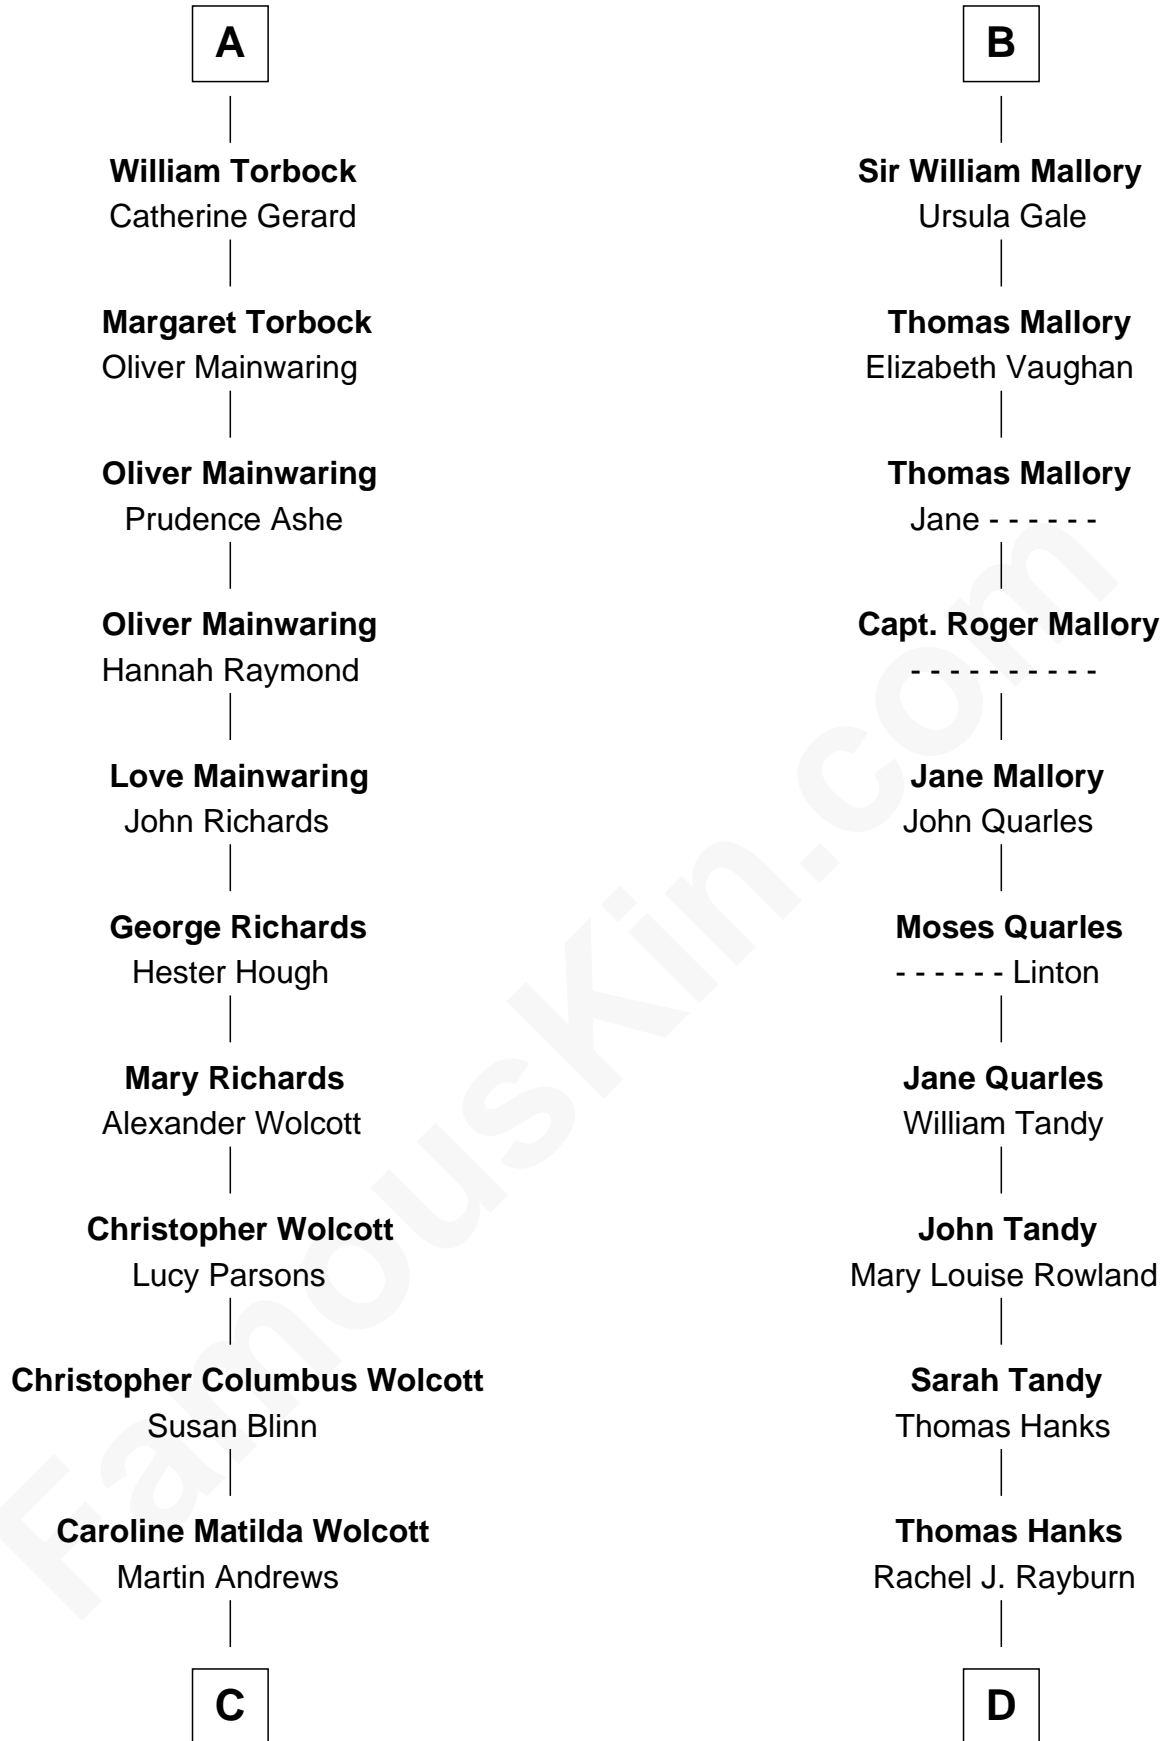 A
William Torbock
Catherine Gerard
Margaret Torbock
Oliver Mainwaring
Oliver Mainwaring
Prudence Ashe
Oliver Mainwaring
Hannah Raymond
Love Mainwaring
John Richards
George Richards
Hester Hough
Mary Richards
Alexander Wolcott
Christopher Wolcott
Lucy Parsons
Christopher Columbus Wolcott
Susan Blinn
Caroline Matilda Wolcott
Martin Andrews
C
B
Sir William Mallory
Ursula Gale
Thomas Mallory
Elizabeth Vaughan
Thomas Mallory
Jane - - - - - -
Capt. Roger Mallory
- - - - - - - - - -
Jane Mallory
John Quarles
Moses Quarles
- - - - - - Linton
Jane Quarles
William Tandy
John Tandy
Mary Louise Rowland
Sarah Tandy
Thomas Hanks
Thomas Hanks
Rachel J. Rayburn
D
FamousKin.com